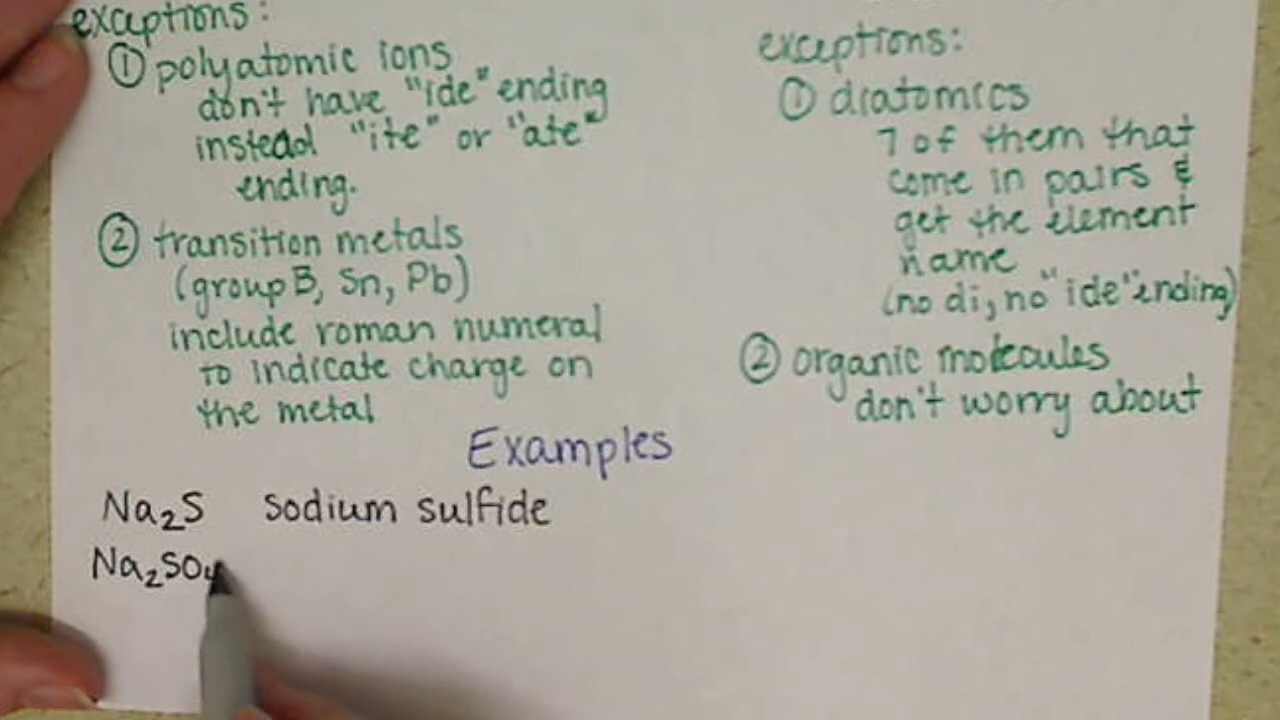 exceptions:
① polyatomic ions
don't have "ide" ending
instead "ite" or "ate"
ending.
② transition metals
(group B, Sn, Pb)
include roman numeral
to indicate charge on
the metal
exceptions:
① diatomics
7 of them that
come in pairs &
get the element
name
(no di, no "ide" ending)
② organic molecules
don't worry about
Examples
Na₂S sodium sulfide
Na₂SO₄